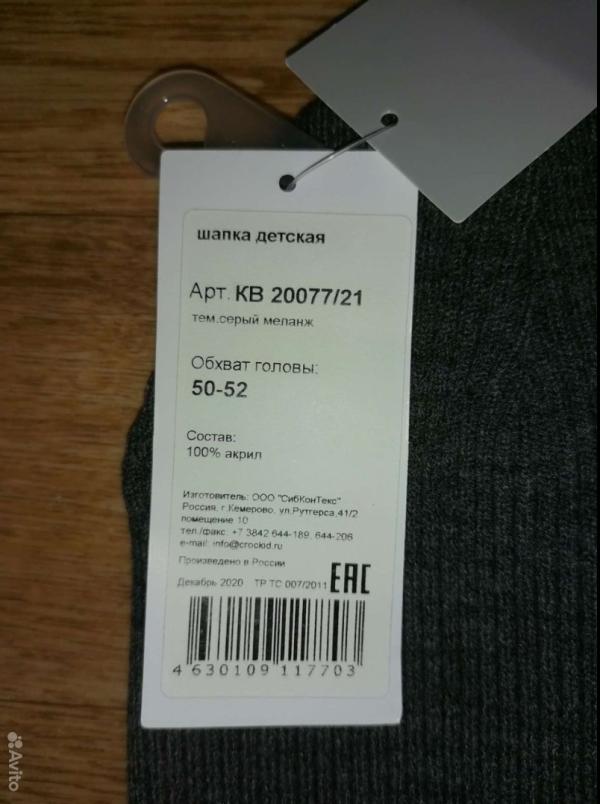 шапка детская
Арт. КВ 20077/21
тем.серый меланж
Обхват головы:
50-52
Состав:
100% акрил
Изготовитель: ООО "СибКонТекс"
Россия, г.Кемерово, ул.Рутгерса,41/2
помещение 10
тел./факс: +7 3842 644-189, 644-206
e-mail: info@crockid.ru
Произведено в России
Декабрь 2020 ТР ТС 007/2011 EAC
4 630109 117703
Avito